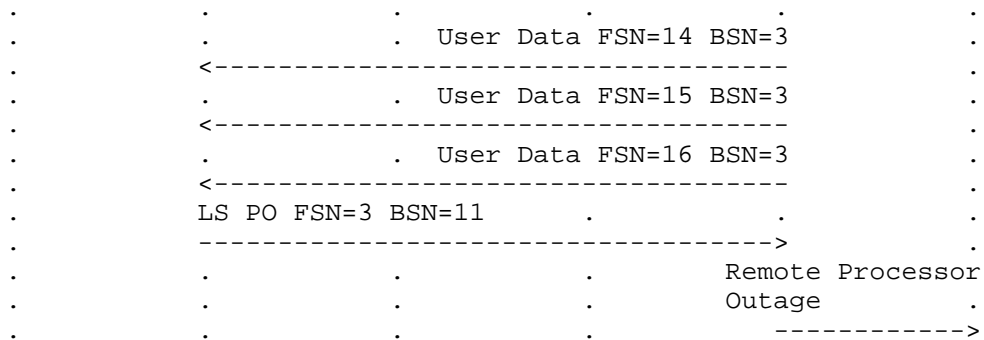 .            .           .           .           .           .
.            .           .  User Data FSN=14 BSN=3           .
.            <------------------------------------           .
.            .           .  User Data FSN=15 BSN=3           .
.            <------------------------------------           .
.            .           .  User Data FSN=16 BSN=3           .
.            <------------------------------------           .
.            LS PO FSN=3 BSN=11      .           .           .
.            ------------------------------------>           .
.            .           .           .        Remote Processor
.            .           .           .        Outage         .
.            .           .           .           ------------>